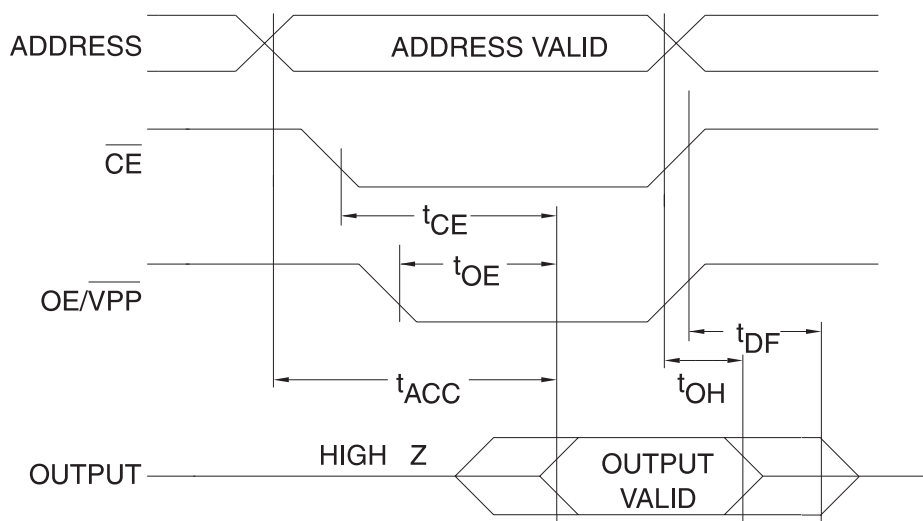 ADDRESS
ADDRESS VALID
CE
tCE
tOE
OE/VPP
tDF
tACC
tOH
HIGH Z
OUTPUT
OUTPUT
VALID